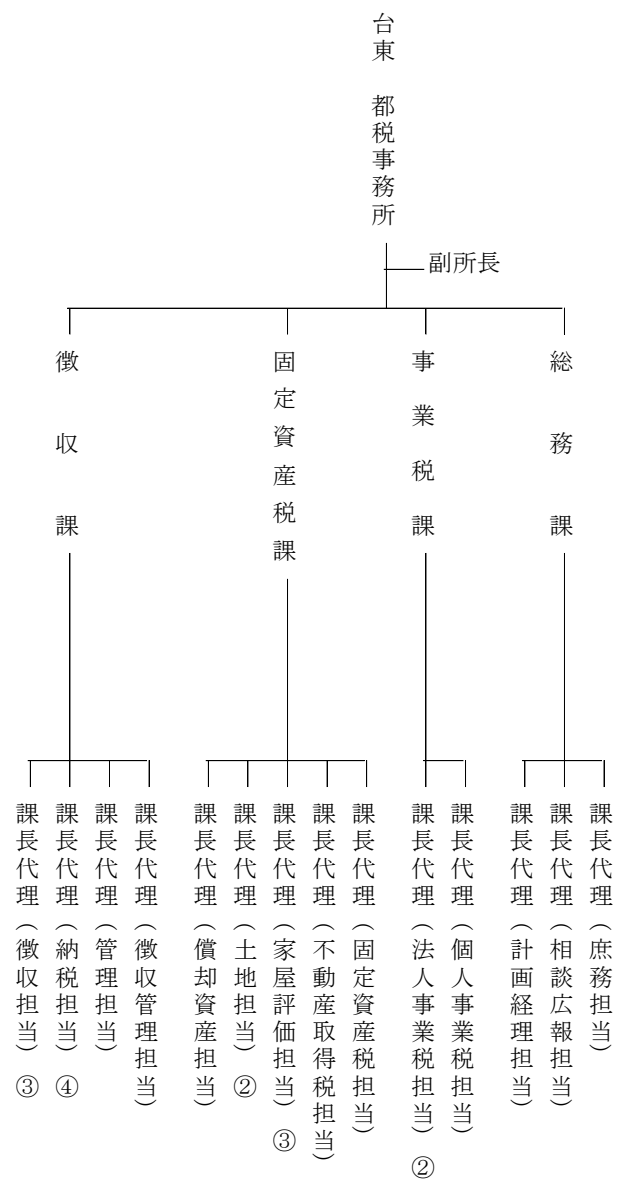 台東 都税事務所
副所長
総務課
事業税課
固定資産税課
徴収課
課長代理（庶務担当）
課長代理（相談広報担当）
課長代理（計画経理担当）
課長代理（個人事業税担当）
課長代理（法人事業税担当）②
課長代理（固定資産税担当）
課長代理（不動産取得税担当）
課長代理（家屋評価担当）③
課長代理（土地担当）②
課長代理（償却資産担当）
課長代理（徴収管理担当）
課長代理（管理担当）
課長代理（納税担当）④
課長代理（徴収担当）③